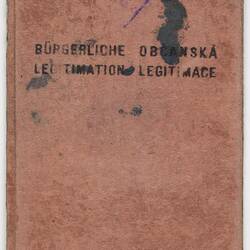 BÜRGERLICHE OBČANSKÁ
LEGITIMATION LEGITIMACE